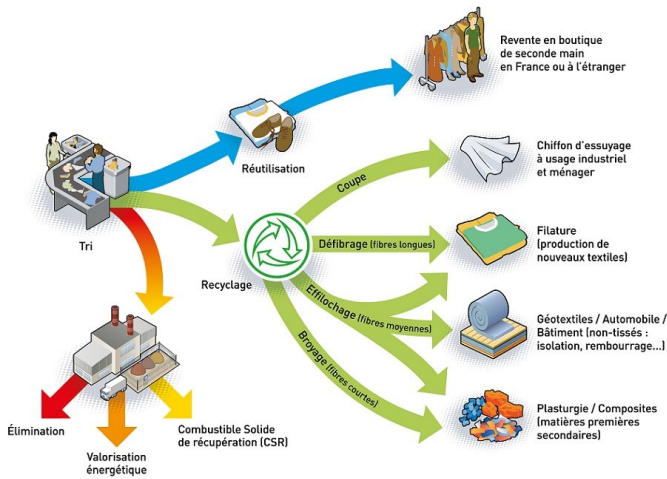 Revente en boutique
de seconde main
en France ou à l'étranger
Réutilisation
Chiffon d'essuyage
à usage industriel
et ménager
Coupe
Tri
Défibrage (fibres longues)
Filature
(production de
nouveaux textiles)
Recyclage
Effilochage (fibres moyennes)
Géotextiles / Automobile /
Bâtiment (non-tissés :
isolation, rembourrage...)
Broyage (fibres courtes)
Plasturgie / Composites
(matières premières
secondaires)
Élimination
Combustible Solide
de récupération (CSR)
Valorisation
énergétique